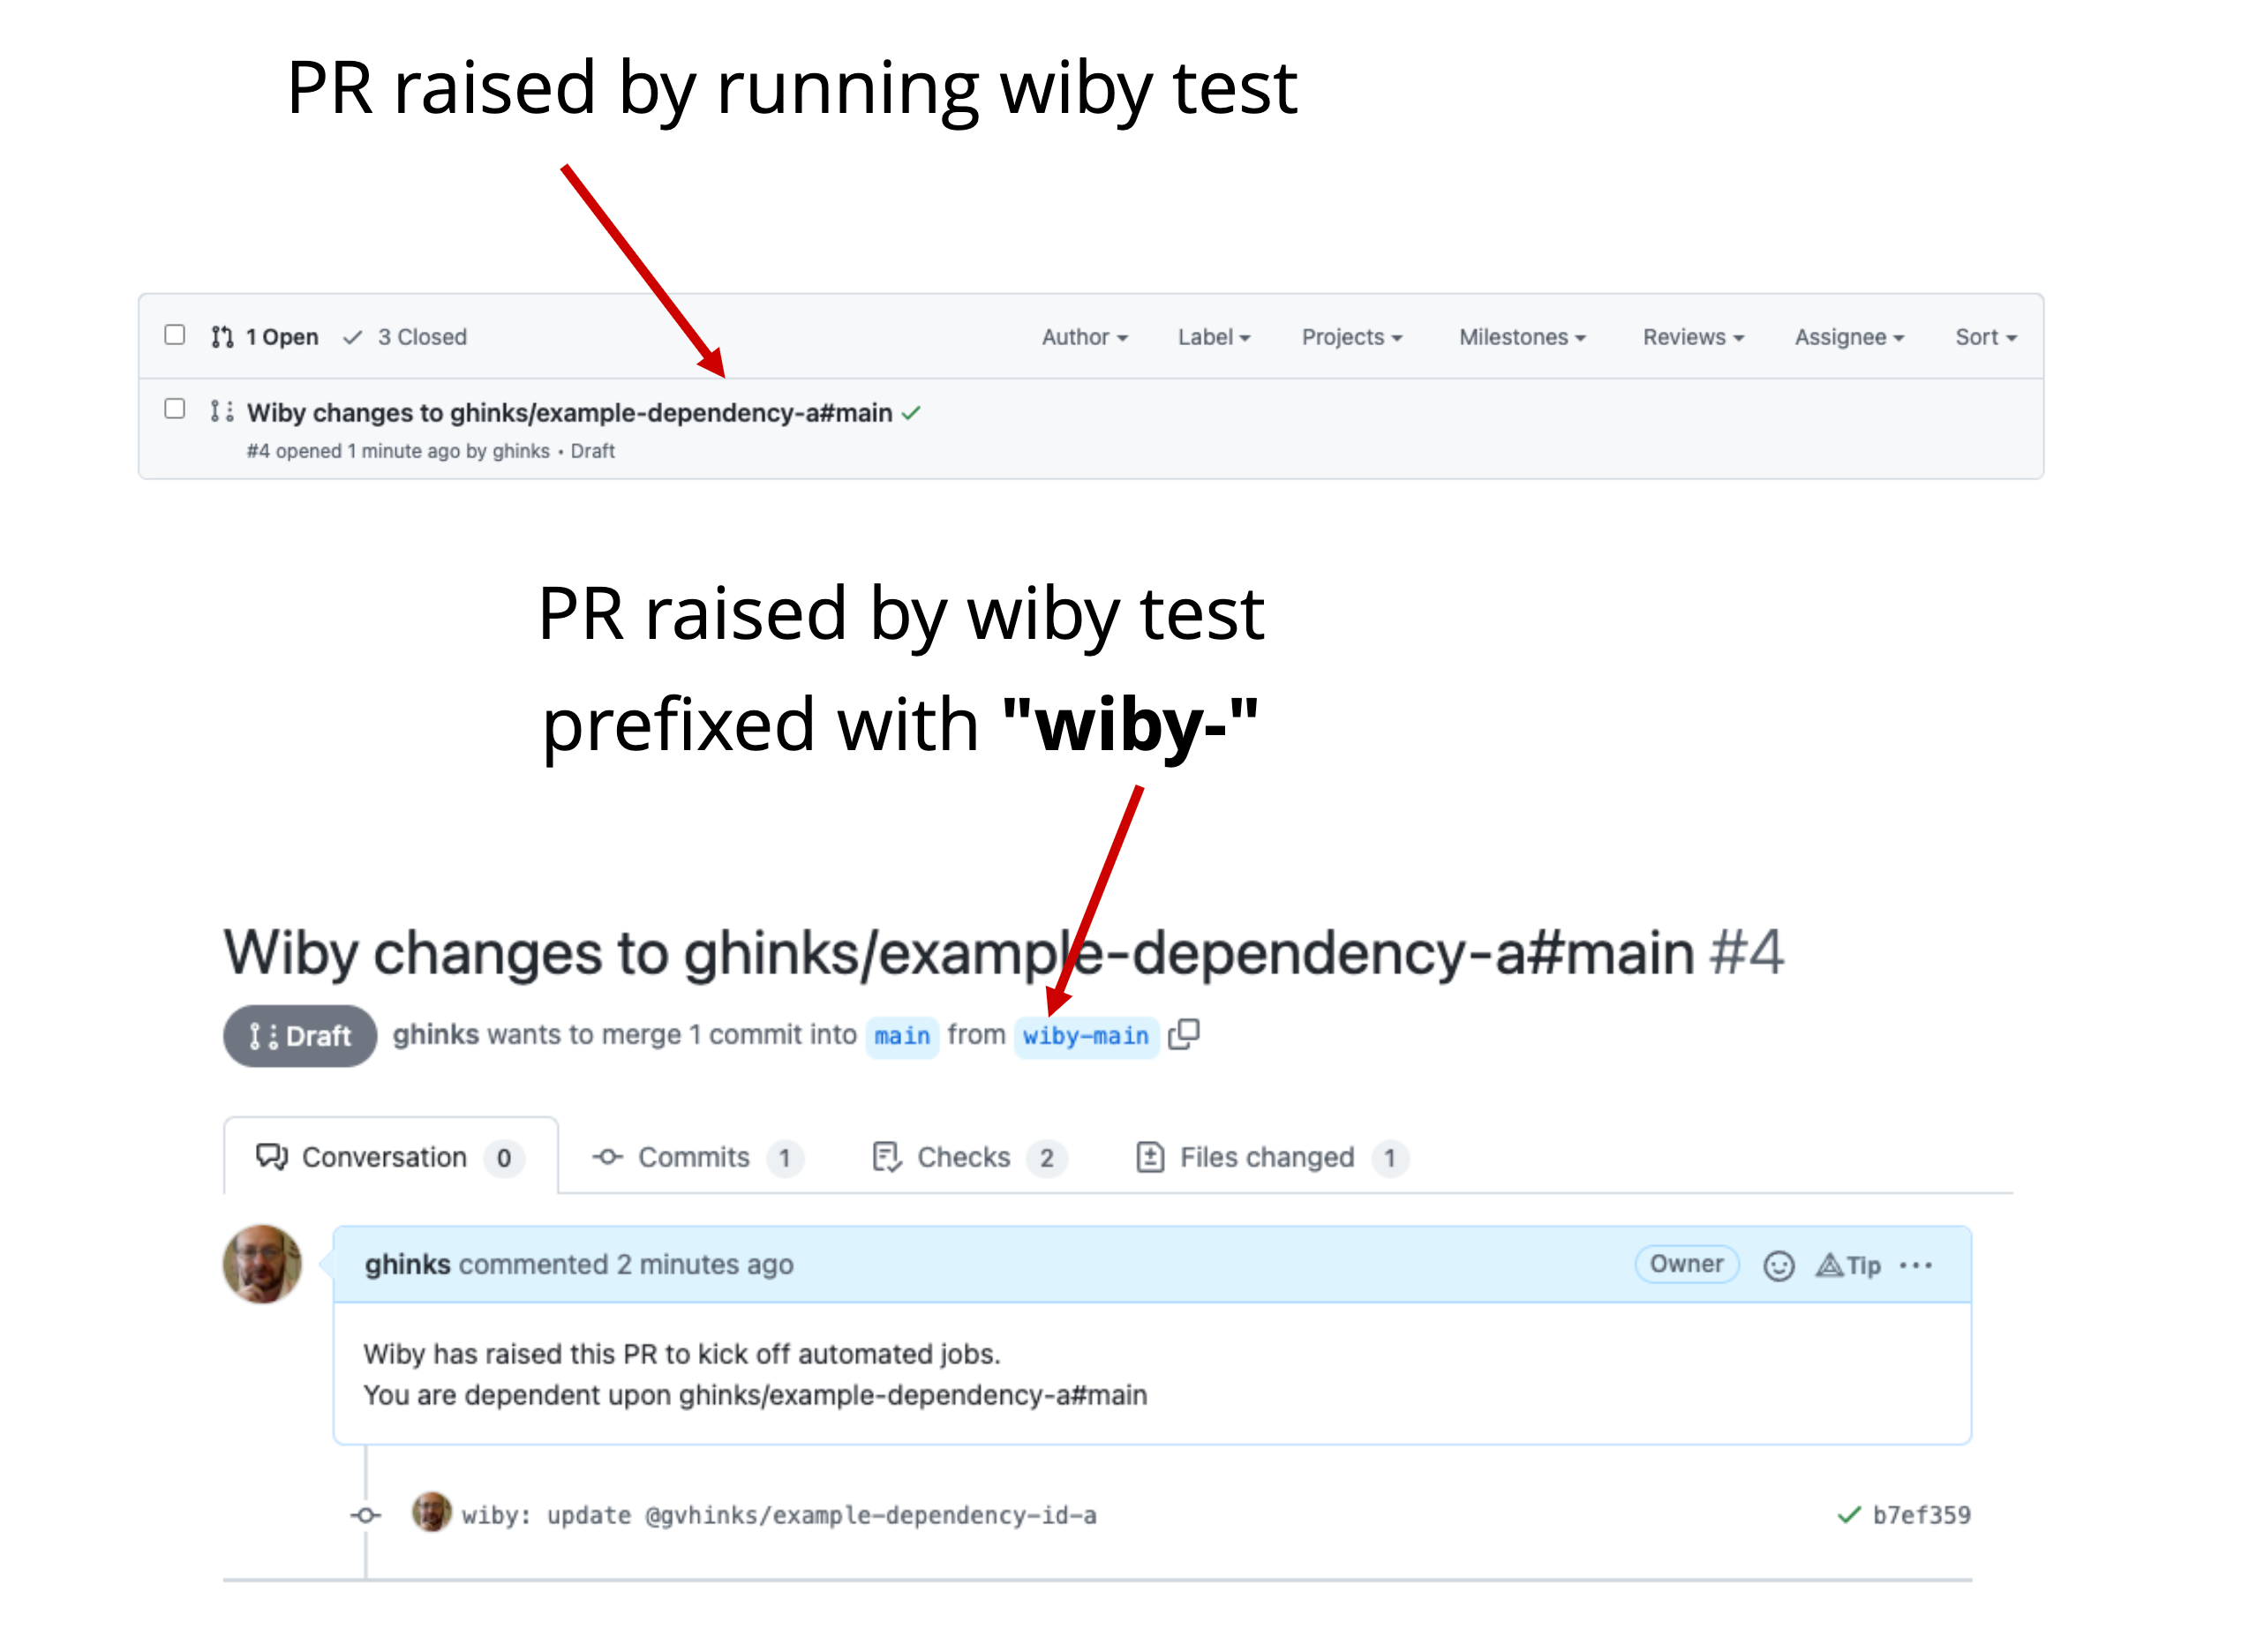 PR raised by running wiby test
1 Open 3 Closed Author Label Projects Milestones Reviews Assignee Sort
Wiby changes to ghinks/example-dependency-a#main
#4 opened 1 minute ago by ghinks • Draft
PR raised by wiby test
prefixed with "wiby-"
Wiby changes to ghinks/example-dependency-a#main #4
Draft ghinks wants to merge 1 commit into main from wiby-main
Conversation 0 Commits 1 Checks 2 Files changed 1
ghinks commented 2 minutes ago Owner Tip ...
Wiby has raised this PR to kick off automated jobs.
You are dependent upon ghinks/example-dependency-a#main
wiby: update @gvhinks/example-dependency-id-a b7ef359